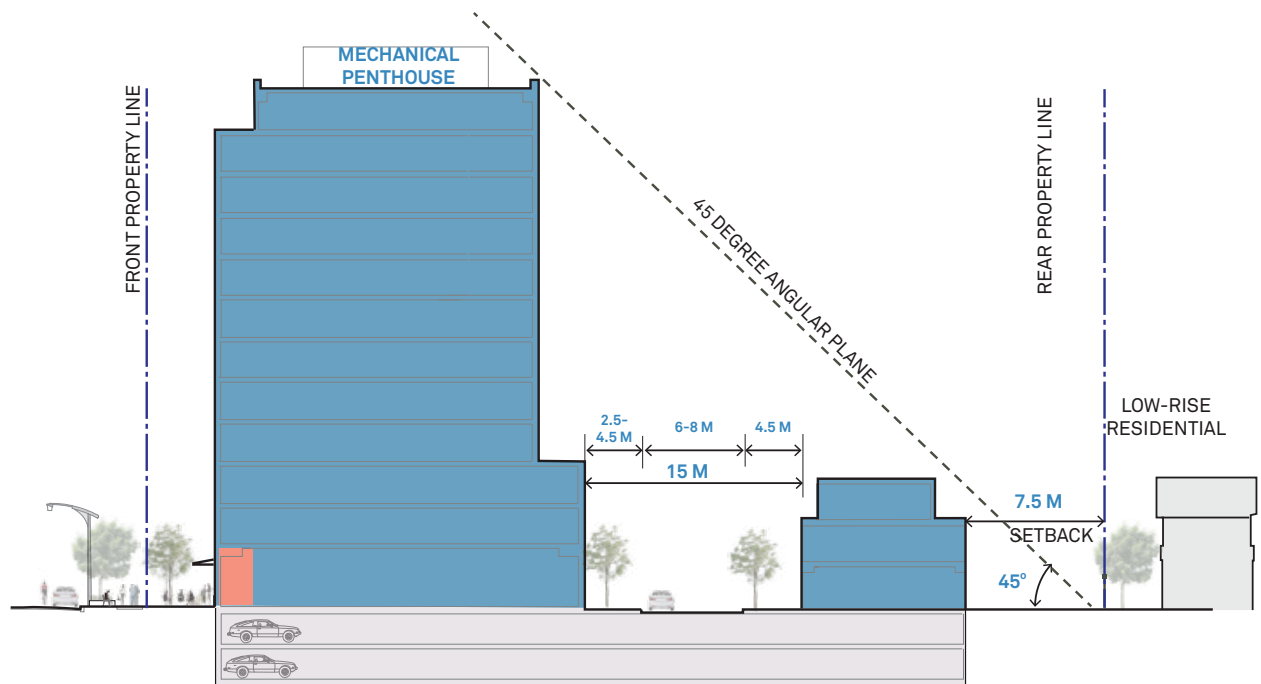 MECHANICAL
PENTHOUSE
FRONT PROPERTY LINE
REAR PROPERTY LINE
45 DEGREE ANGULAR PLANE
LOW-RISE
RESIDENTIAL
2.5-
4.5 M
6-8 M
4.5 M
15 M
7.5 M
SETBACK
45°